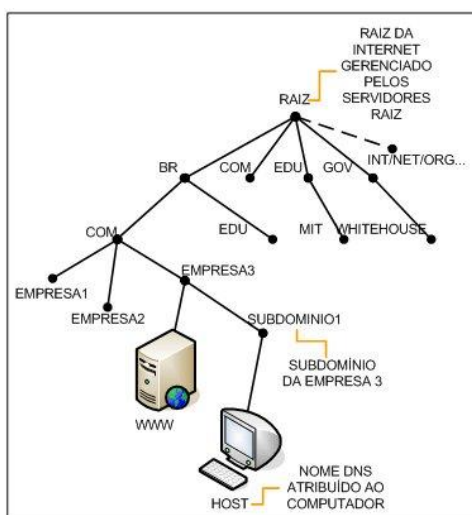 RAIZ DA
INTERNET
GERENCIADO
PELOS
SERVIDORES
RAIZ
RAIZ
INT/NET/ORG...
BR
COM
EDU
GOV
COM
EDU
MIT
WHITEHOUSE
EMPRESA1
EMPRESA2
EMPRESA3
SUBDOMINIO1
SUBDOMÍNIO
DA EMPRESA 3
WWW
NOME DNS
ATRIBUÍDO AO
COMPUTADOR
HOST